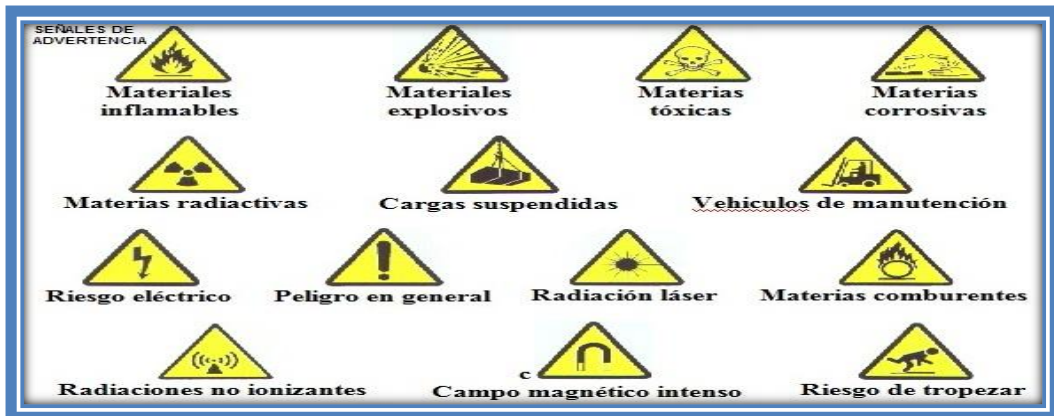 SEÑALES DE
ADVERTENCIA
Materiales
inflamables
Materiales
explosivos
Materias
tóxicas
Materias
corrosivas
Materias radiactivas
Cargas suspendidas
Vehiculos de manutención
Riesgo eléctrico
Peligro en general
Radiación láser
Materias comburentes
Radiaciones no ionizantes
c
Campo magnético intenso
Riesgo de tropezar